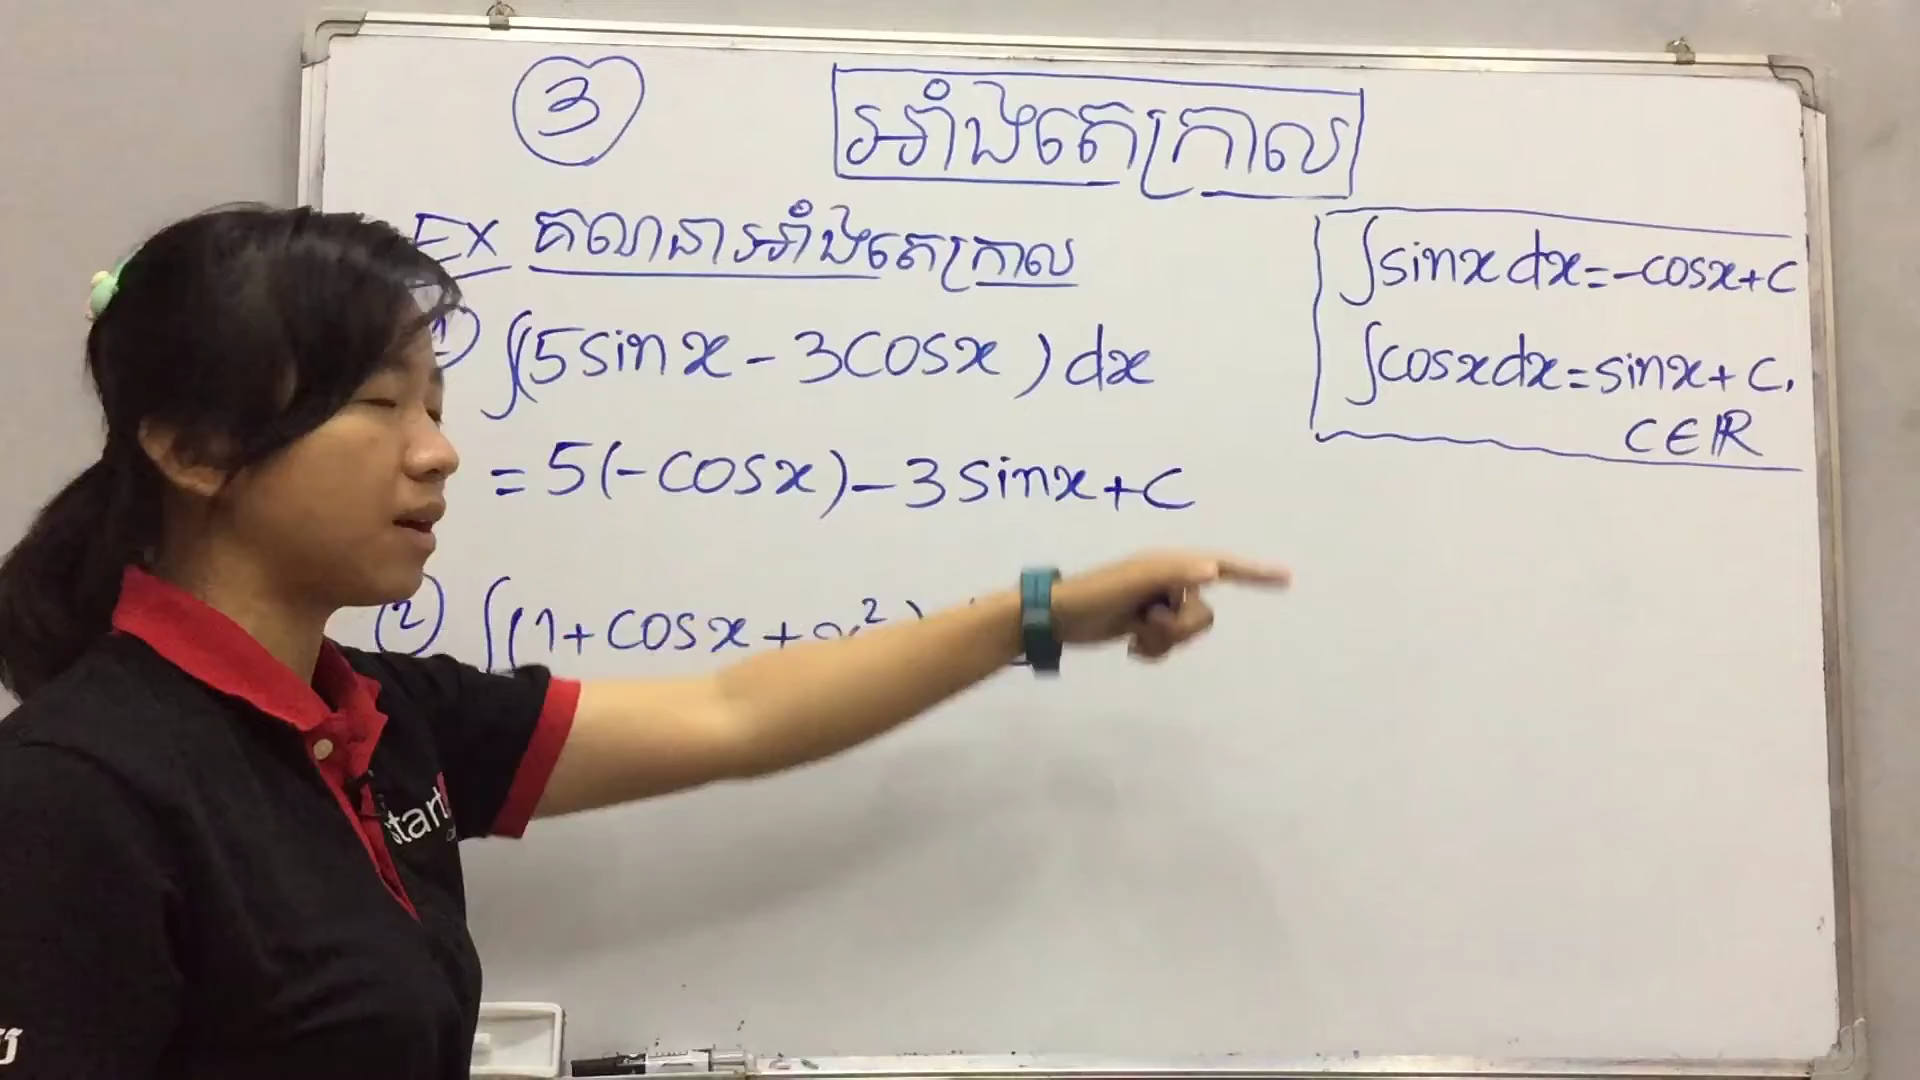 3
អាំងតេក្រាល
EX គណនាអាំងតេក្រាល
1) ∫(5sinx - 3cosx) dx
= 5(-cosx) - 3sinx + c
2) ∫(1 + cosx + x²)
∫sinx dx = -cosx + c
∫cosx dx = sinx + c,
c∈ℝ
start